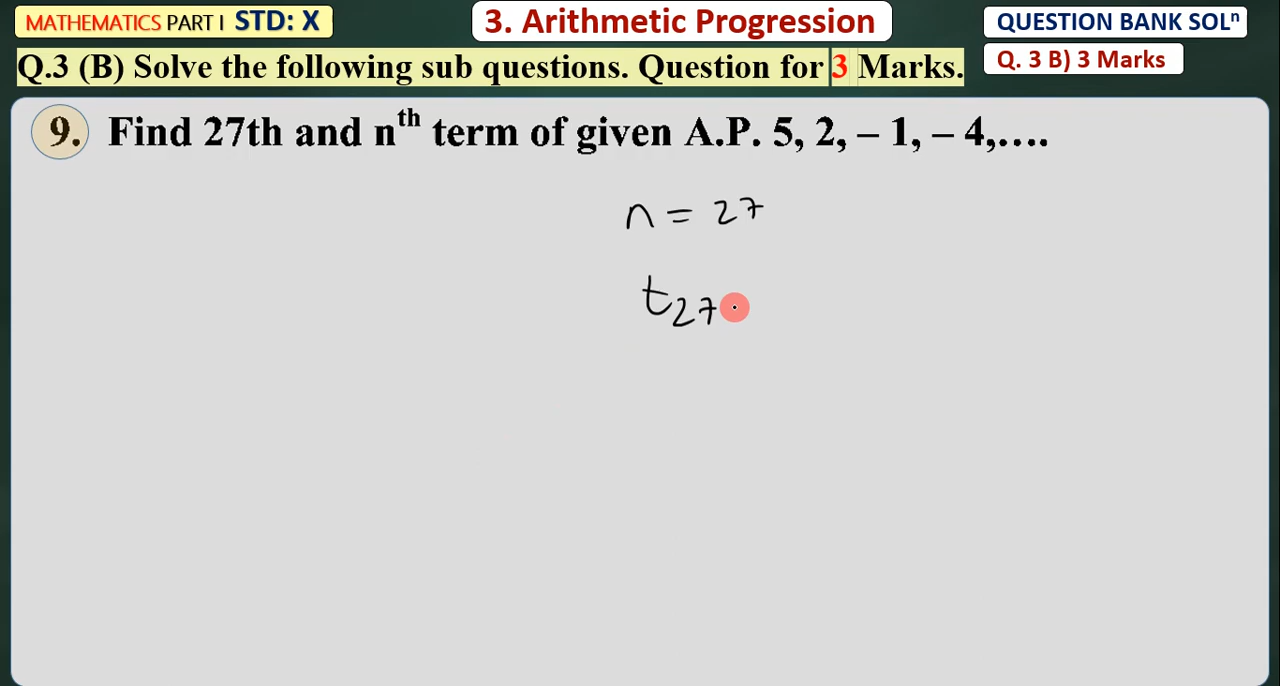 MATHEMATICS PART I STD: X
3. Arithmetic Progression
QUESTION BANK SOLⁿ
Q.3 (B) Solve the following sub questions. Question for 3 Marks.
Q. 3 B) 3 Marks
9. Find 27th and nᵗʰ term of given A.P. 5, 2, – 1, – 4,....
n = 27
t₂₇